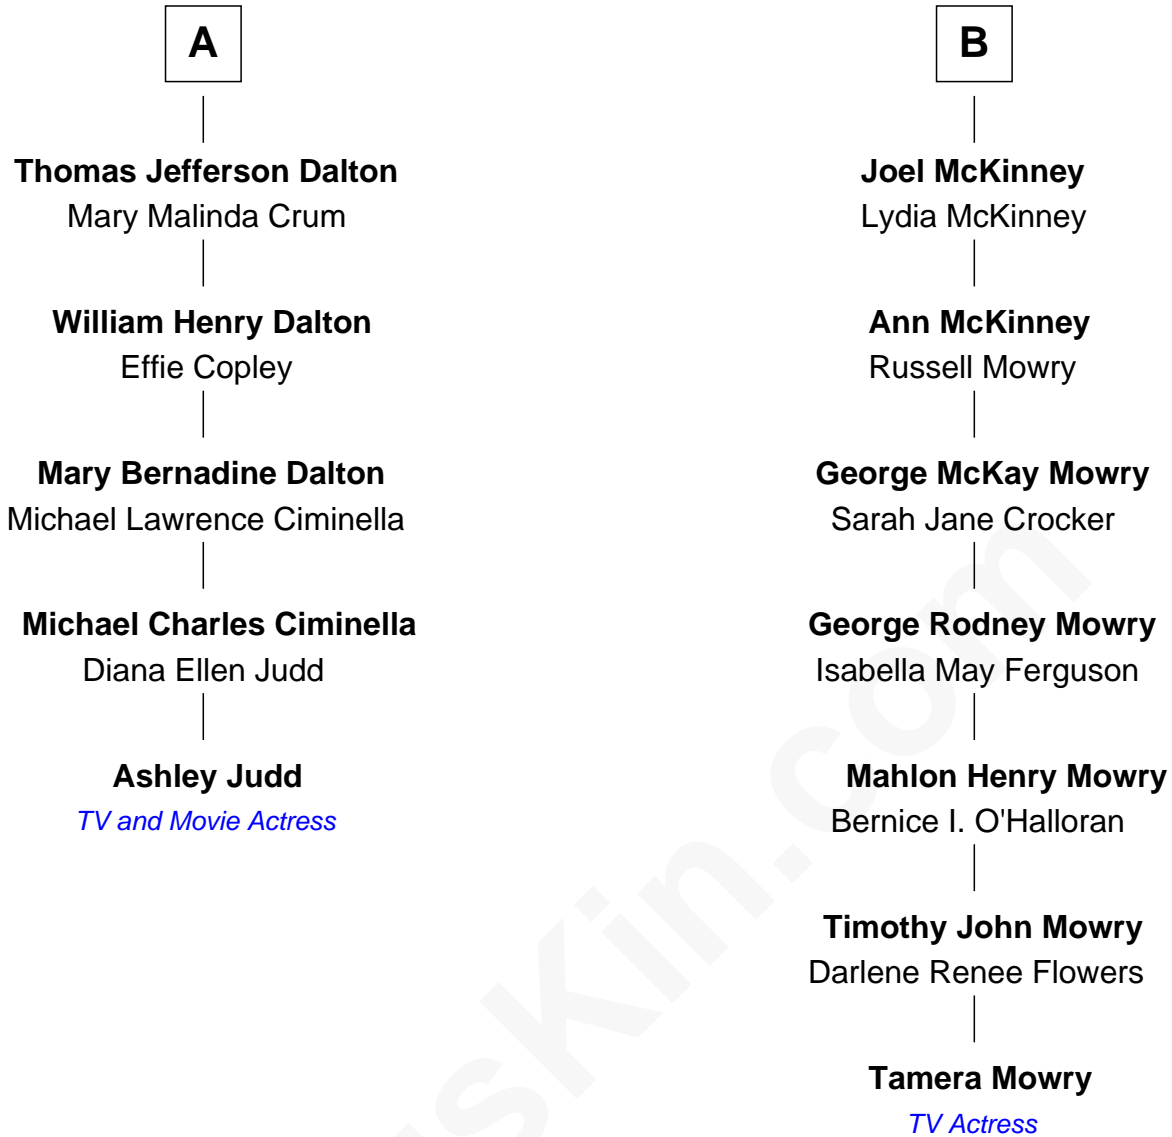 A
Thomas Jefferson Dalton
Mary Malinda Crum
William Henry Dalton
Effie Copley
Mary Bernadine Dalton
Michael Lawrence Ciminella
Michael Charles Ciminella
Diana Ellen Judd
Ashley Judd
TV and Movie Actress
B
Joel McKinney
Lydia McKinney
Ann McKinney
Russell Mowry
George McKay Mowry
Sarah Jane Crocker
George Rodney Mowry
Isabella May Ferguson
Mahlon Henry Mowry
Bernice I. O'Halloran
Timothy John Mowry
Darlene Renee Flowers
Tamera Mowry
TV Actress
sKin.com